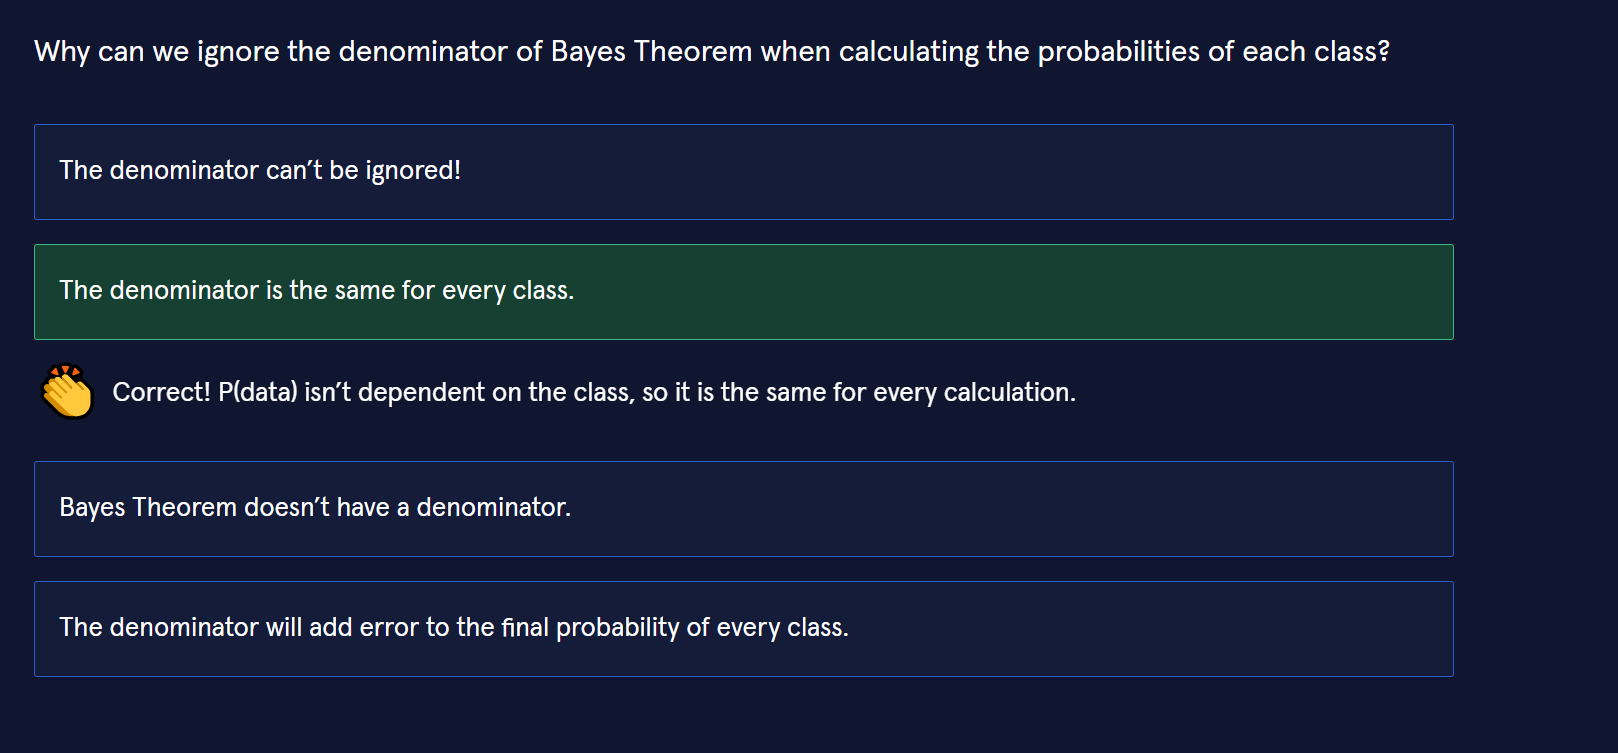 Why can we ignore the denominator of Bayes Theorem when calculating the probabilities of each class?
The denominator can’t be ignored!
The denominator is the same for every class.
Correct! P(data) isn’t dependent on the class, so it is the same for every calculation.
Bayes Theorem doesn’t have a denominator.
The denominator will add error to the final probability of every class.